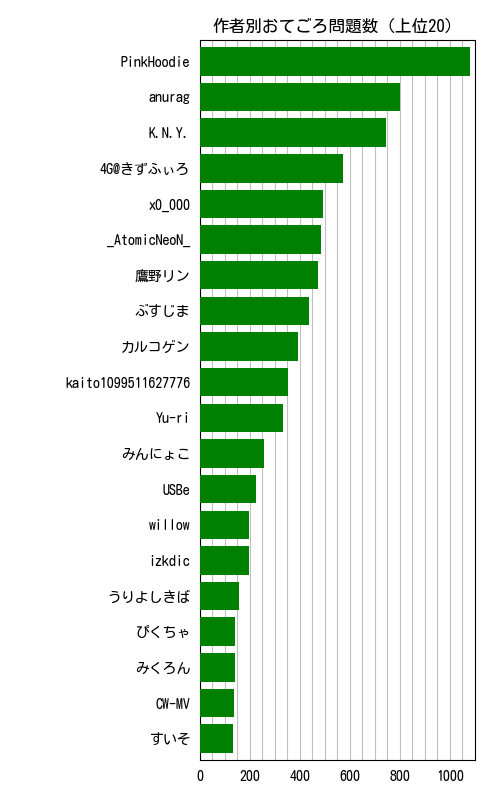 作者別おてごろ問題数 (上位20)
PinkHoodie
anurag
K.N.Y.
4G@きずふぃろ
x0_000
_AtomicNeoN_
鷹野リン
ぶすじま
カルコゲン
kaito1099511627776
Yu-ri
みんにょこ
USBe
willow
izkdic
うりよしきば
ぴくちゃ
みくろん
CW-MV
すいそ
0 200 400 600 800 1000